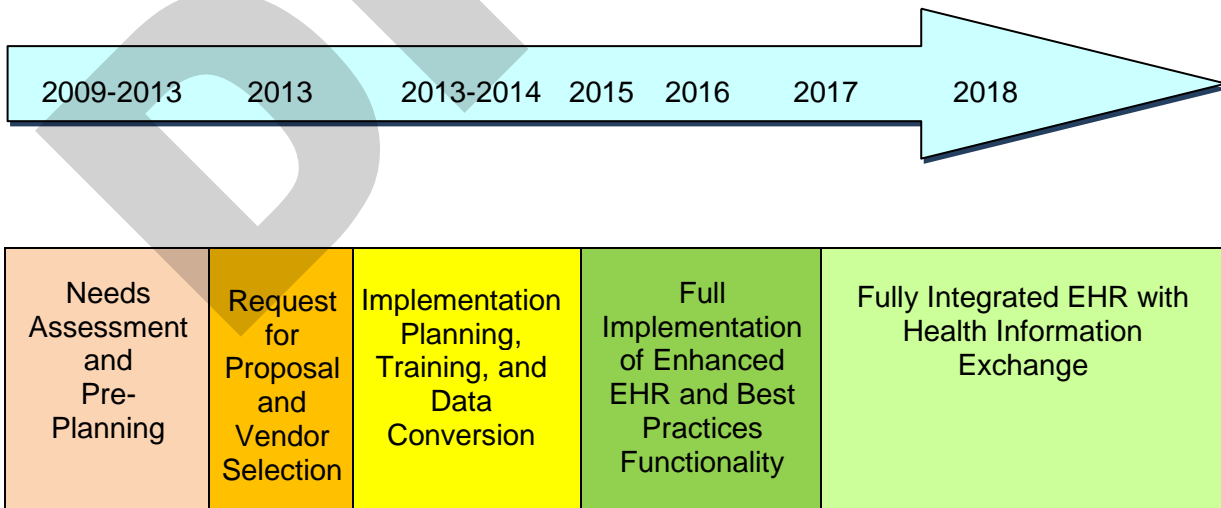 2009-2013 2013 2013-2014 2015 2016 2017 2018
Needs
Assessment
and
Pre-
Planning
Request
for
Proposal
and
Vendor
Selection
Implementation
Planning,
Training, and
Data
Conversion
Full
Implementation
of Enhanced
EHR and Best
Practices
Functionality
Fully Integrated EHR with
Health Information
Exchange